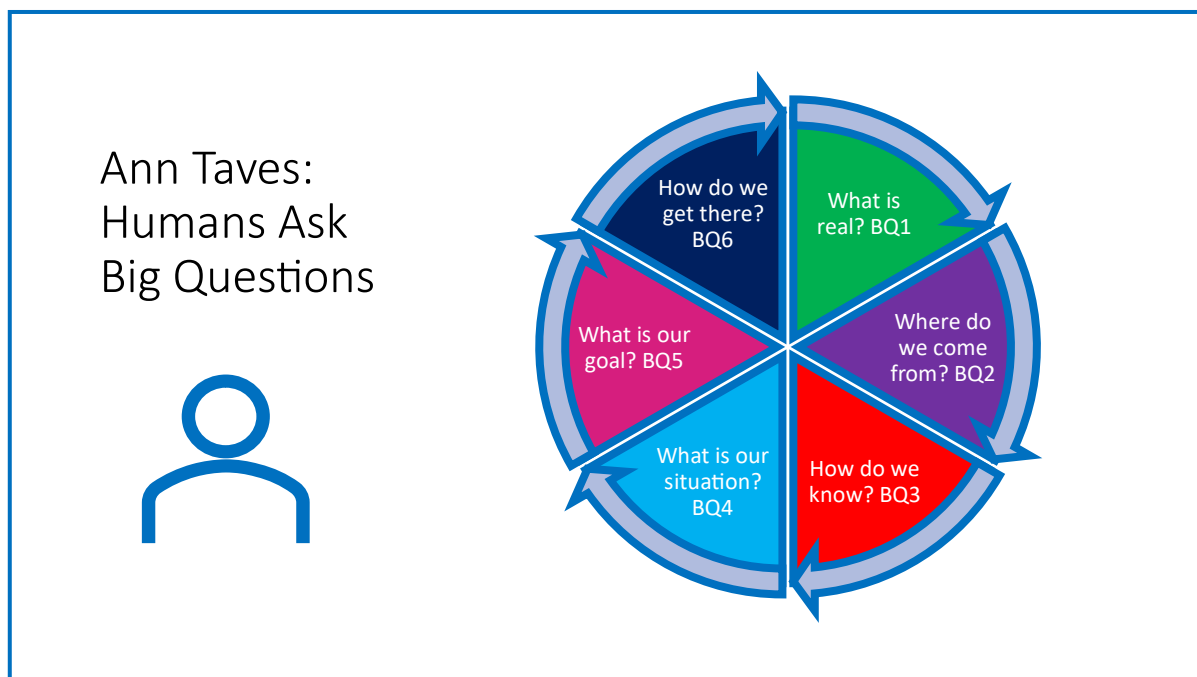 Ann Taves:
Humans Ask
Big Questions
What is
real? BQ1
Where do
we come
from? BQ2
How do we
know? BQ3
What is our
situation?
BQ4
What is our
goal? BQ5
How do we
get there?
BQ6